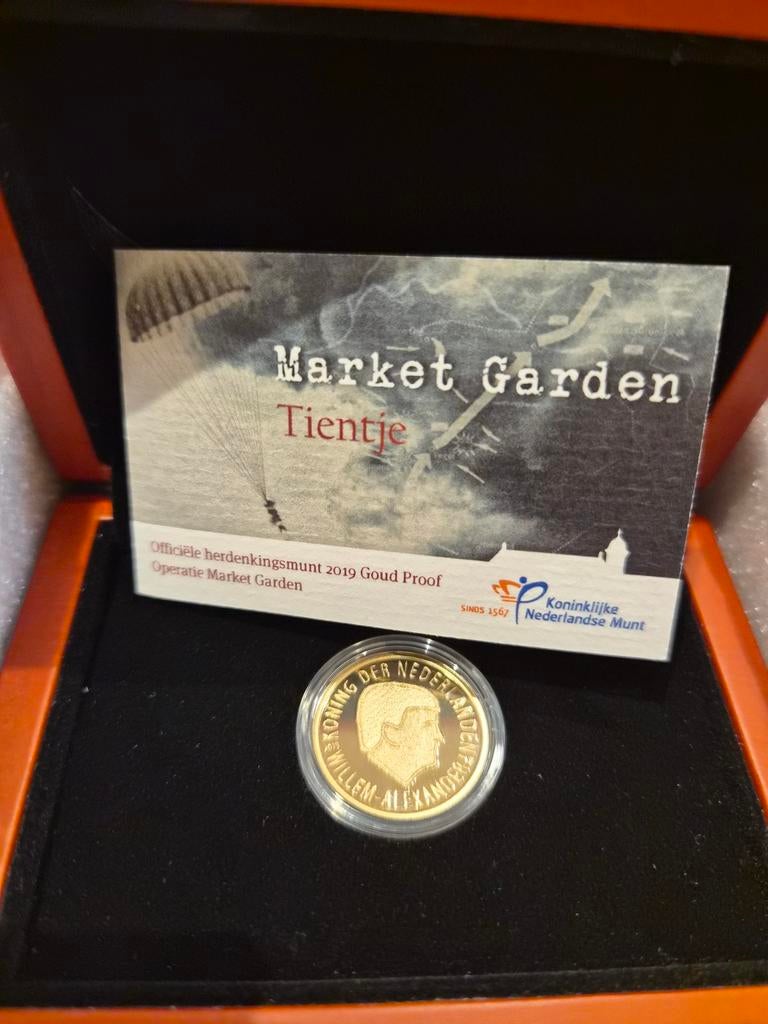 Market Garden
Tientje
Officiële herdenkingsmunt 2019 Goud Proof
Operatie Market Garden
SINDS 1567
Koninklijke
Nederlandse Munt
KONING DER NEDERLANDEN
WILLEM-ALEXANDER